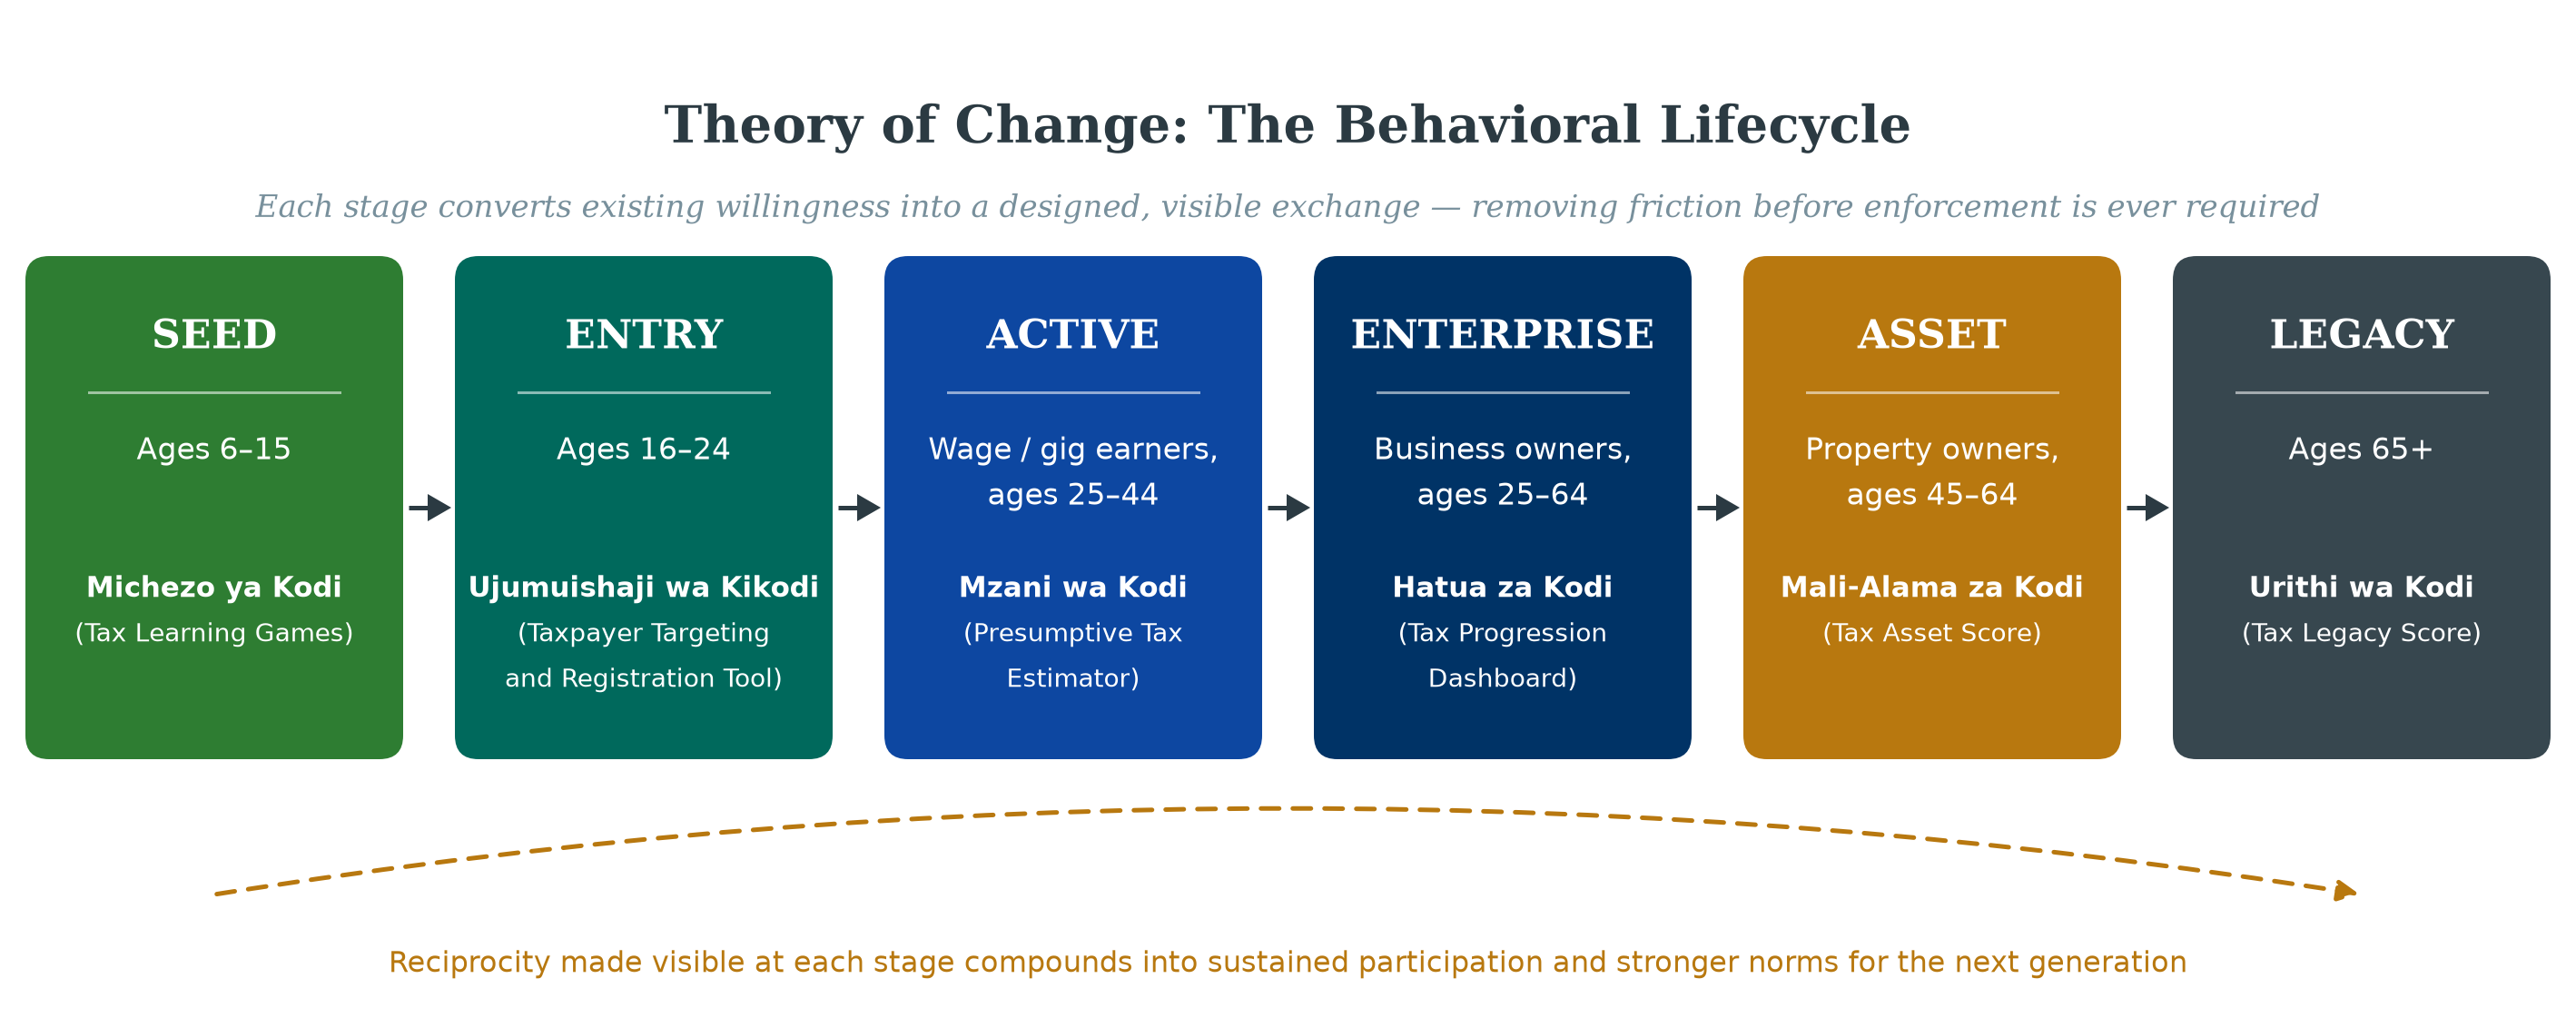 Theory of Change: The Behavioral Lifecycle
Each stage converts existing willingness into a designed, visible exchange — removing friction before enforcement is ever required
SEED
Ages 6–15
Michezo ya Kodi
(Tax Learning Games)
ENTRY
Ages 16–24
Ujumuishaji wa Kikodi
(Taxpayer Targeting
and Registration Tool)
ACTIVE
Wage / gig earners,
ages 25–44
Mzani wa Kodi
(Presumptive Tax
Estimator)
ENTERPRISE
Business owners,
ages 25–64
Hatua za Kodi
(Tax Progression
Dashboard)
ASSET
Property owners,
ages 45–64
Mali-Alama za Kodi
(Tax Asset Score)
LEGACY
Ages 65+
Urithi wa Kodi
(Tax Legacy Score)
Reciprocity made visible at each stage compounds into sustained participation and stronger norms for the next generation